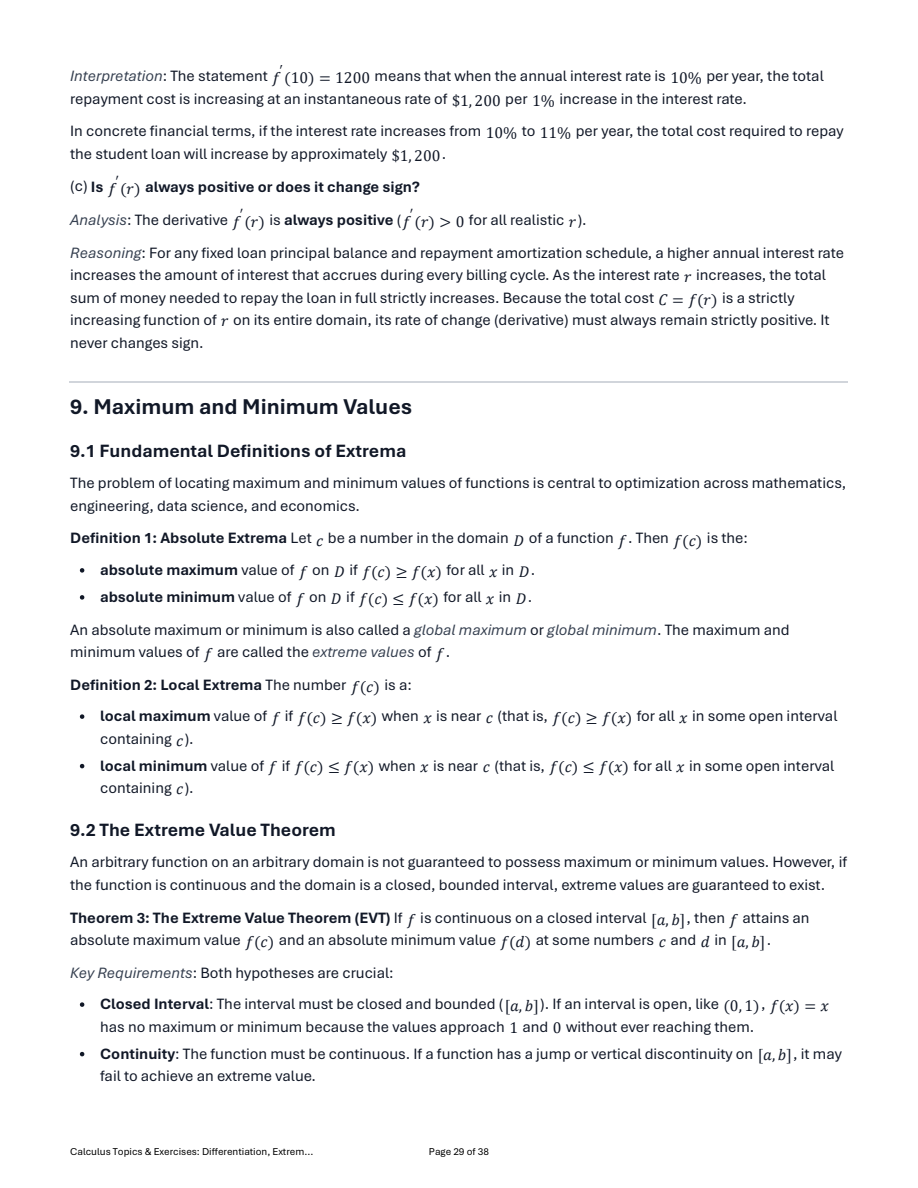 Interpretation: The statement f′(10) = 1200 means that when the annual interest rate is 10% per year, the total
repayment cost is increasing at an instantaneous rate of $1,200 per 1% increase in the interest rate.
In concrete financial terms, if the interest rate increases from 10% to 11% per year, the total cost required to repay
the student loan will increase by approximately $1,200.
(c) Is f′(r) always positive or does it change sign?
Analysis: The derivative f′(r) is always positive (f′(r) > 0 for all realistic r).
Reasoning: For any fixed loan principal balance and repayment amortization schedule, a higher annual interest rate
increases the amount of interest that accrues during every billing cycle. As the interest rate r increases, the total
sum of money needed to repay the loan in full strictly increases. Because the total cost C = f(r) is a strictly
increasing function of r on its entire domain, its rate of change (derivative) must always remain strictly positive. It
never changes sign.
9. Maximum and Minimum Values
9.1 Fundamental Definitions of Extrema
The problem of locating maximum and minimum values of functions is central to optimization across mathematics,
engineering, data science, and economics.
Definition 1: Absolute Extrema Let c be a number in the domain D of a function f. Then f(c) is the:
• absolute maximum value of f on D if f(c) ≥ f(x) for all x in D.
• absolute minimum value of f on D if f(c) ≤ f(x) for all x in D.
An absolute maximum or minimum is also called a global maximum or global minimum. The maximum and
minimum values of f are called the extreme values of f.
Definition 2: Local Extrema The number f(c) is a:
• local maximum value of f if f(c) ≥ f(x) when x is near c (that is, f(c) ≥ f(x) for all x in some open interval
containing c).
• local minimum value of f if f(c) ≤ f(x) when x is near c (that is, f(c) ≤ f(x) for all x in some open interval
containing c).
9.2 The Extreme Value Theorem
An arbitrary function on an arbitrary domain is not guaranteed to possess maximum or minimum values. However, if
the function is continuous and the domain is a closed, bounded interval, extreme values are guaranteed to exist.
Theorem 3: The Extreme Value Theorem (EVT) If f is continuous on a closed interval [a, b], then f attains an
absolute maximum value f(c) and an absolute minimum value f(d) at some numbers c and d in [a, b].
Key Requirements: Both hypotheses are crucial:
• Closed Interval: The interval must be closed and bounded ([a, b]). If an interval is open, like (0, 1), f(x) = x
has no maximum or minimum because the values approach 1 and 0 without ever reaching them.
• Continuity: The function must be continuous. If a function has a jump or vertical discontinuity on [a, b], it may
fail to achieve an extreme value.
Calculus Topics & Exercises: Differentiation, Extrem... Page 29 of 38